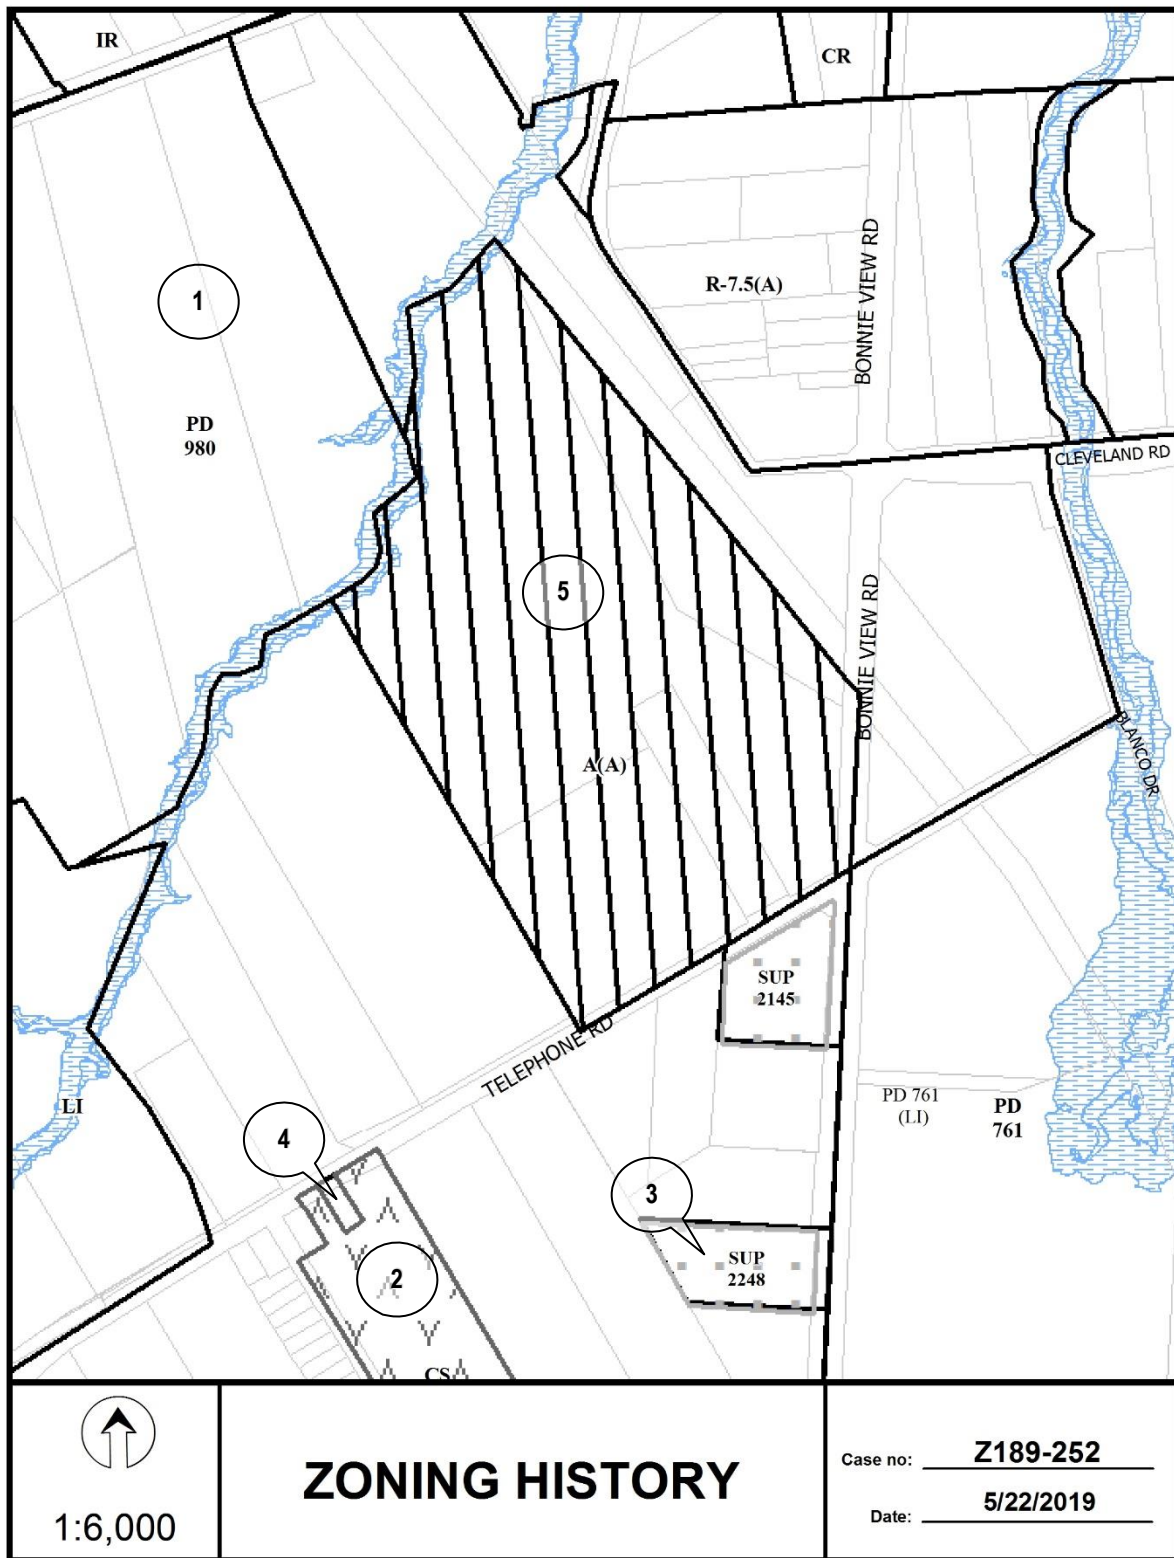 IR
CR
1
R-7.5(A)
BONNIE VIEW RD
PD
980
CLEVELAND RD
5
BONNIE VIEW RD
A(A)
BLANCO DR
SUP
2145
TELEPHONE RD
LI
PD 761
(LI)
PD
761
4
3
2
SUP
2248
CS
1:6,000
ZONING HISTORY
Case no: Z189-252
Date: 5/22/2019